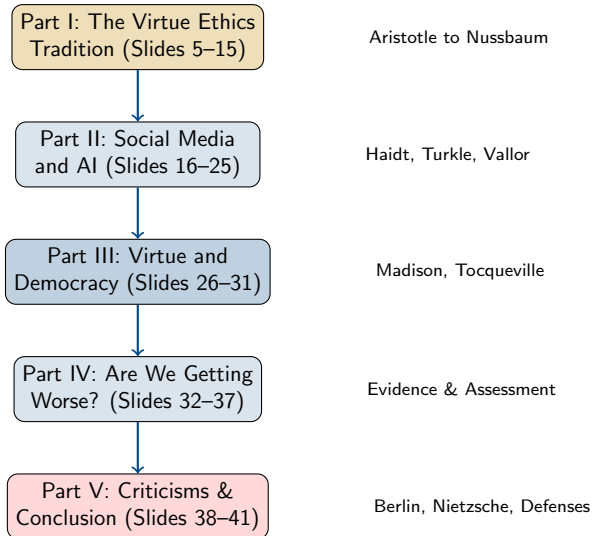 Part I: The Virtue Ethics
Tradition (Slides 5–15)
Aristotle to Nussbaum
Part II: Social Media
and AI (Slides 16–25)
Haidt, Turkle, Vallor
Part III: Virtue and
Democracy (Slides 26–31)
Madison, Tocqueville
Part IV: Are We Getting
Worse? (Slides 32–37)
Evidence & Assessment
Part V: Criticisms &
Conclusion (Slides 38–41)
Berlin, Nietzsche, Defenses